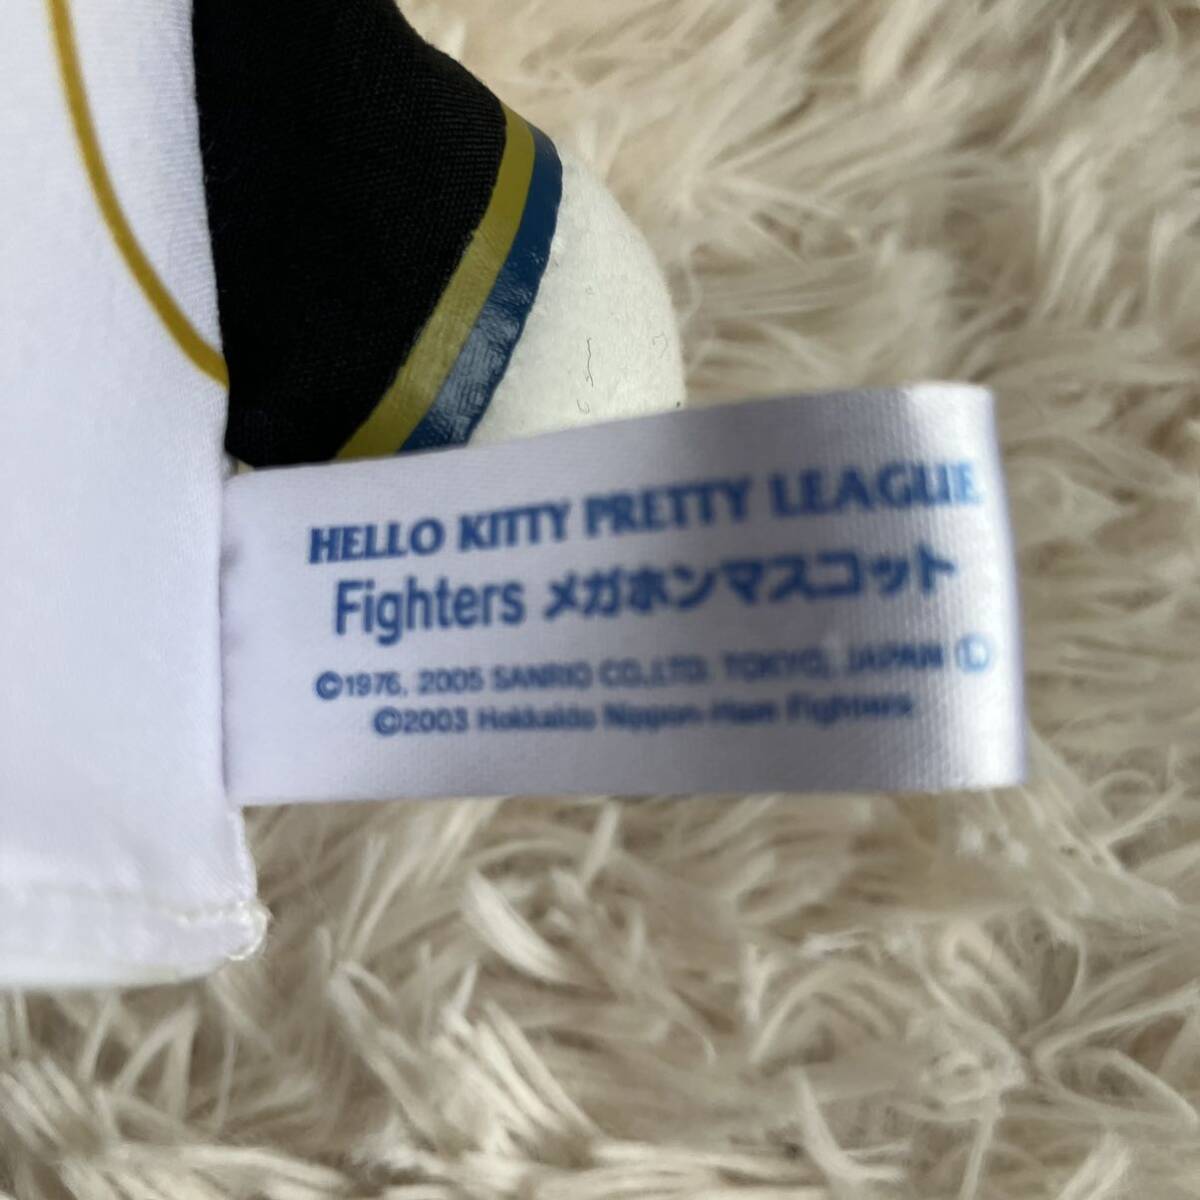 HELLO KITTY PRETTY LEAGUE
Fighters メガホンマスコット
©1976, 2005 SANRIO CO.,LTD. TOKYO, JAPAN Ⓛ
©2003 Hokkaido Nippon-Ham Fighters